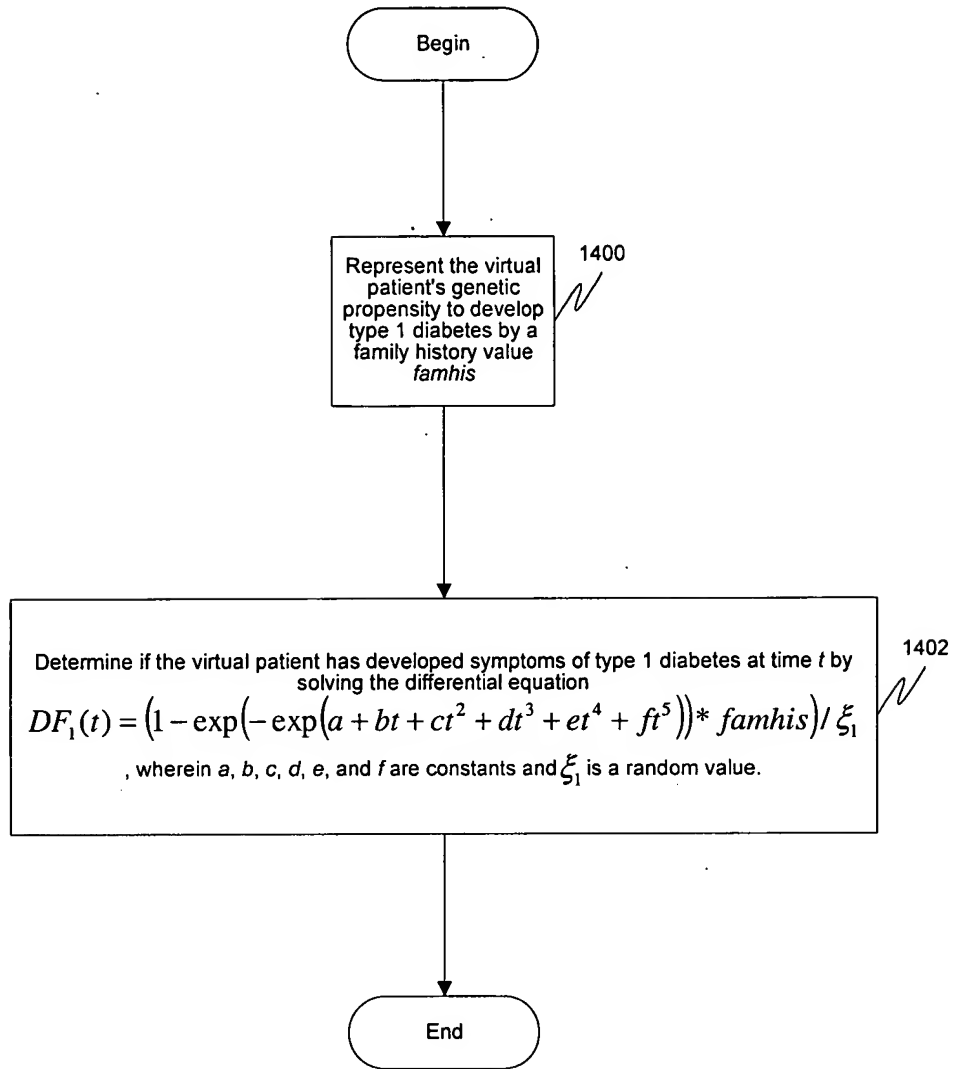 Begin
Represent the virtual
patient's genetic
propensity to develop
type 1 diabetes by a
family history value
famhis
1400
Determine if the virtual patient has developed symptoms of type 1 diabetes at time t by
solving the differential equation
DF₁(t) = (1 − exp(−exp(a + bt + ct² + dt³ + et⁴ + ft⁵))* famhis)/ ξ₁
, wherein a, b, c, d, e, and f are constants and ξ₁ is a random value.
1402
End